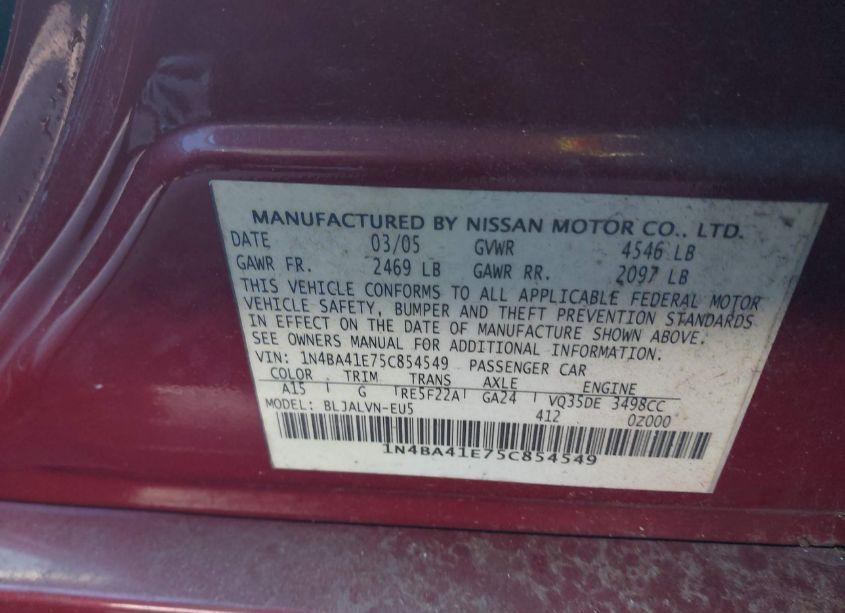 MANUFACTURED BY NISSAN MOTOR CO., LTD.
DATE 03/05 GVWR 4546 LB
GAWR FR. 2469 LB GAWR RR. 2097 LB
THIS VEHICLE CONFORMS TO ALL APPLICABLE FEDERAL MOTOR
VEHICLE SAFETY, BUMPER AND THEFT PREVENTION STANDARDS
IN EFFECT ON THE DATE OF MANUFACTURE SHOWN ABOVE.
SEE OWNERS MANUAL FOR ADDITIONAL INFORMATION.
VIN: 1N4BA41E75C854549 PASSENGER CAR
COLOR TRIM TRANS AXLE ENGINE
A15 G RE5F22A GA24 VQ35DE 3498CC
MODEL: BLJALVN-EU5 412 0Z000
1N4BA41E75C854549